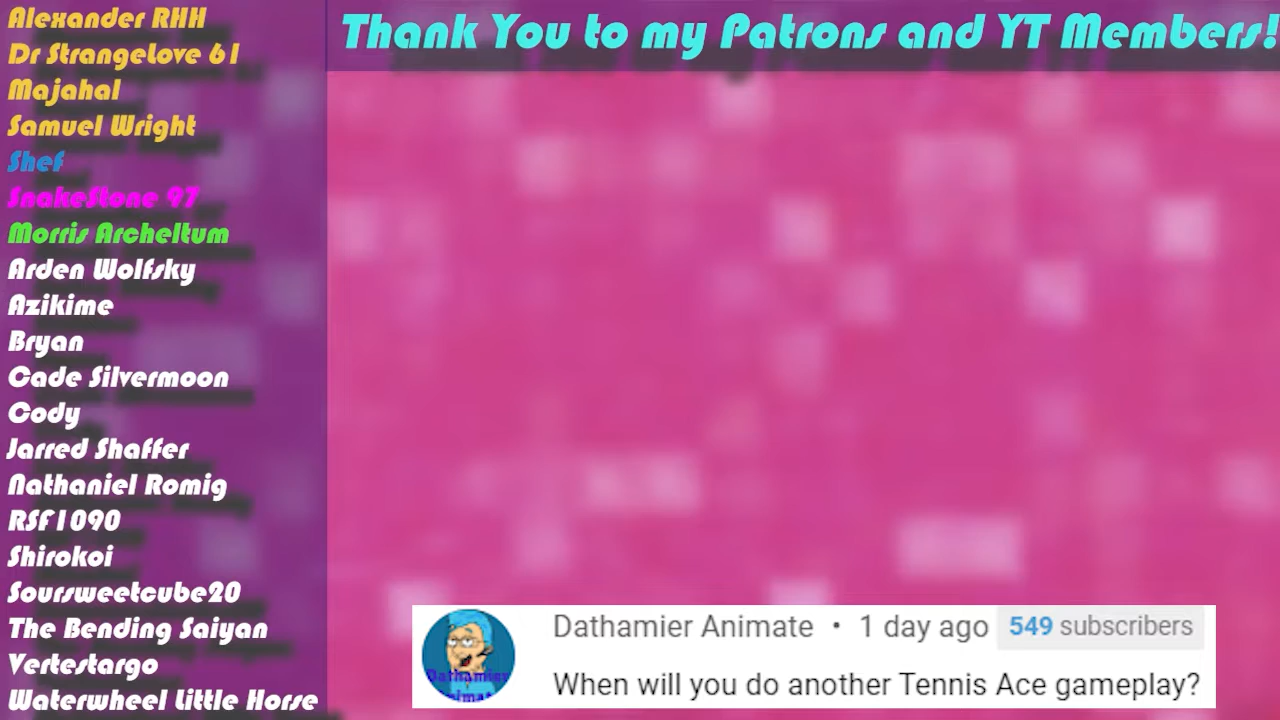 Thank You to my Patrons and YT Members!
Alexander RHH
Dr StrangeLove 61
Majahal
Samuel Wright
Shef
SnakeStone 97
Morris Archeltum
Arden Wolfsky
Azikime
Bryan
Cade Silvermoon
Cody
Jarred Shaffer
Nathaniel Romig
RSF1090
Shirokoi
Soursweetcube20
The Bending Saiyan
Vertestargo
Waterwheel Little Horse
Dathamier Animate • 1 day ago 549 subscribers
When will you do another Tennis Ace gameplay?
Dathamier